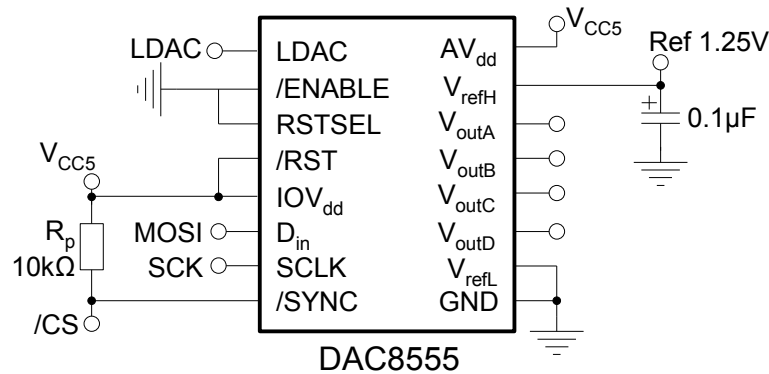 LDAC
LDAC
/ENABLE
RSTSEL
/RST
IOVdd
Din
SCLK
/SYNC
VCC5
Rp
10kΩ
MOSI
SCK
/CS
AVdd
VrefH
VoutA
VoutB
VoutC
VoutD
VrefL
GND
VCC5
Ref 1.25V
+
0.1µF
DAC8555